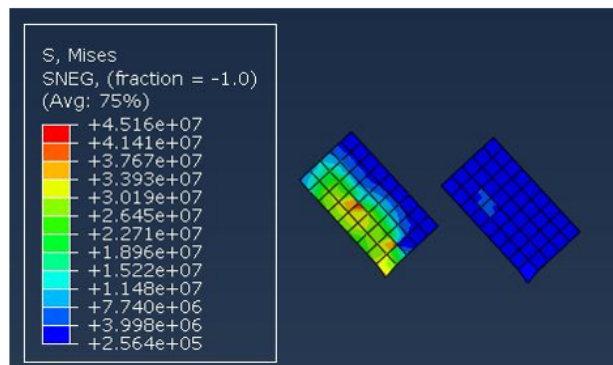 S, Mises
SNEG, (fraction = -1.0)
(Avg: 75%)
+4.516e+07
+4.141e+07
+3.767e+07
+3.393e+07
+3.019e+07
+2.645e+07
+2.271e+07
+1.896e+07
+1.522e+07
+1.148e+07
+7.740e+06
+3.998e+06
+2.564e+05